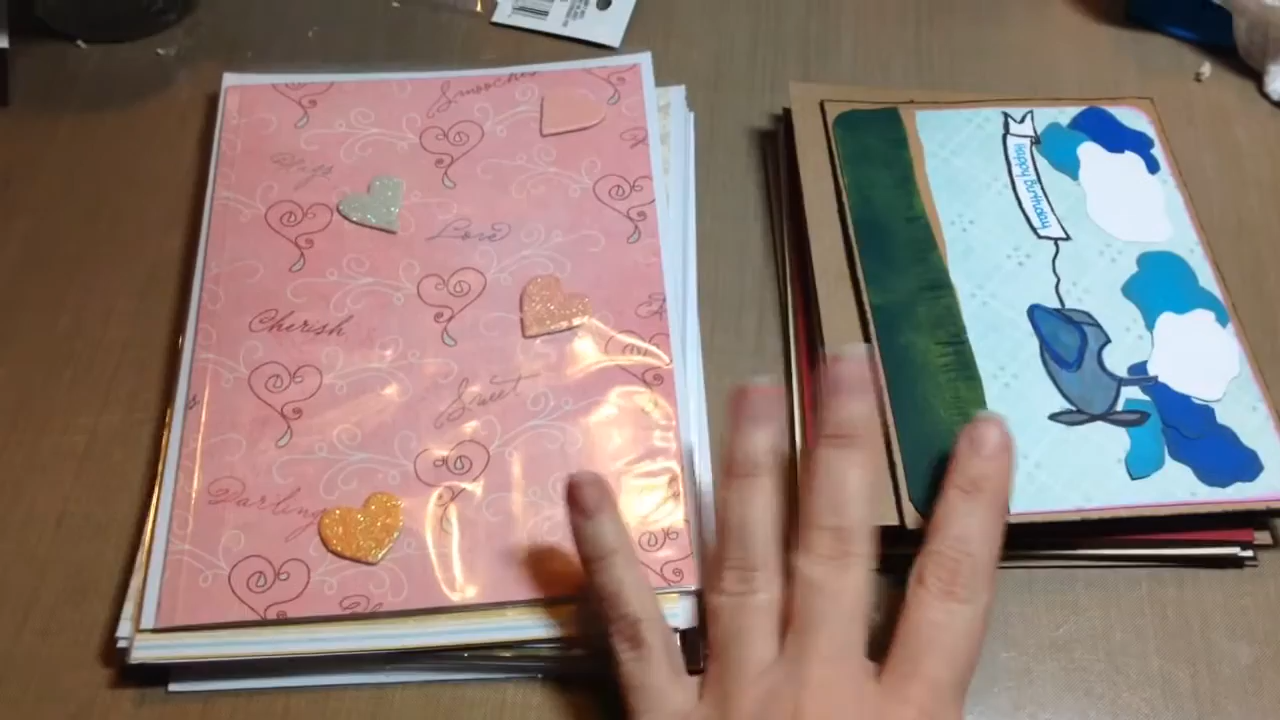 Smooches
Hugs
Love
Cherish
Sweet
Darling
Happy Birthday